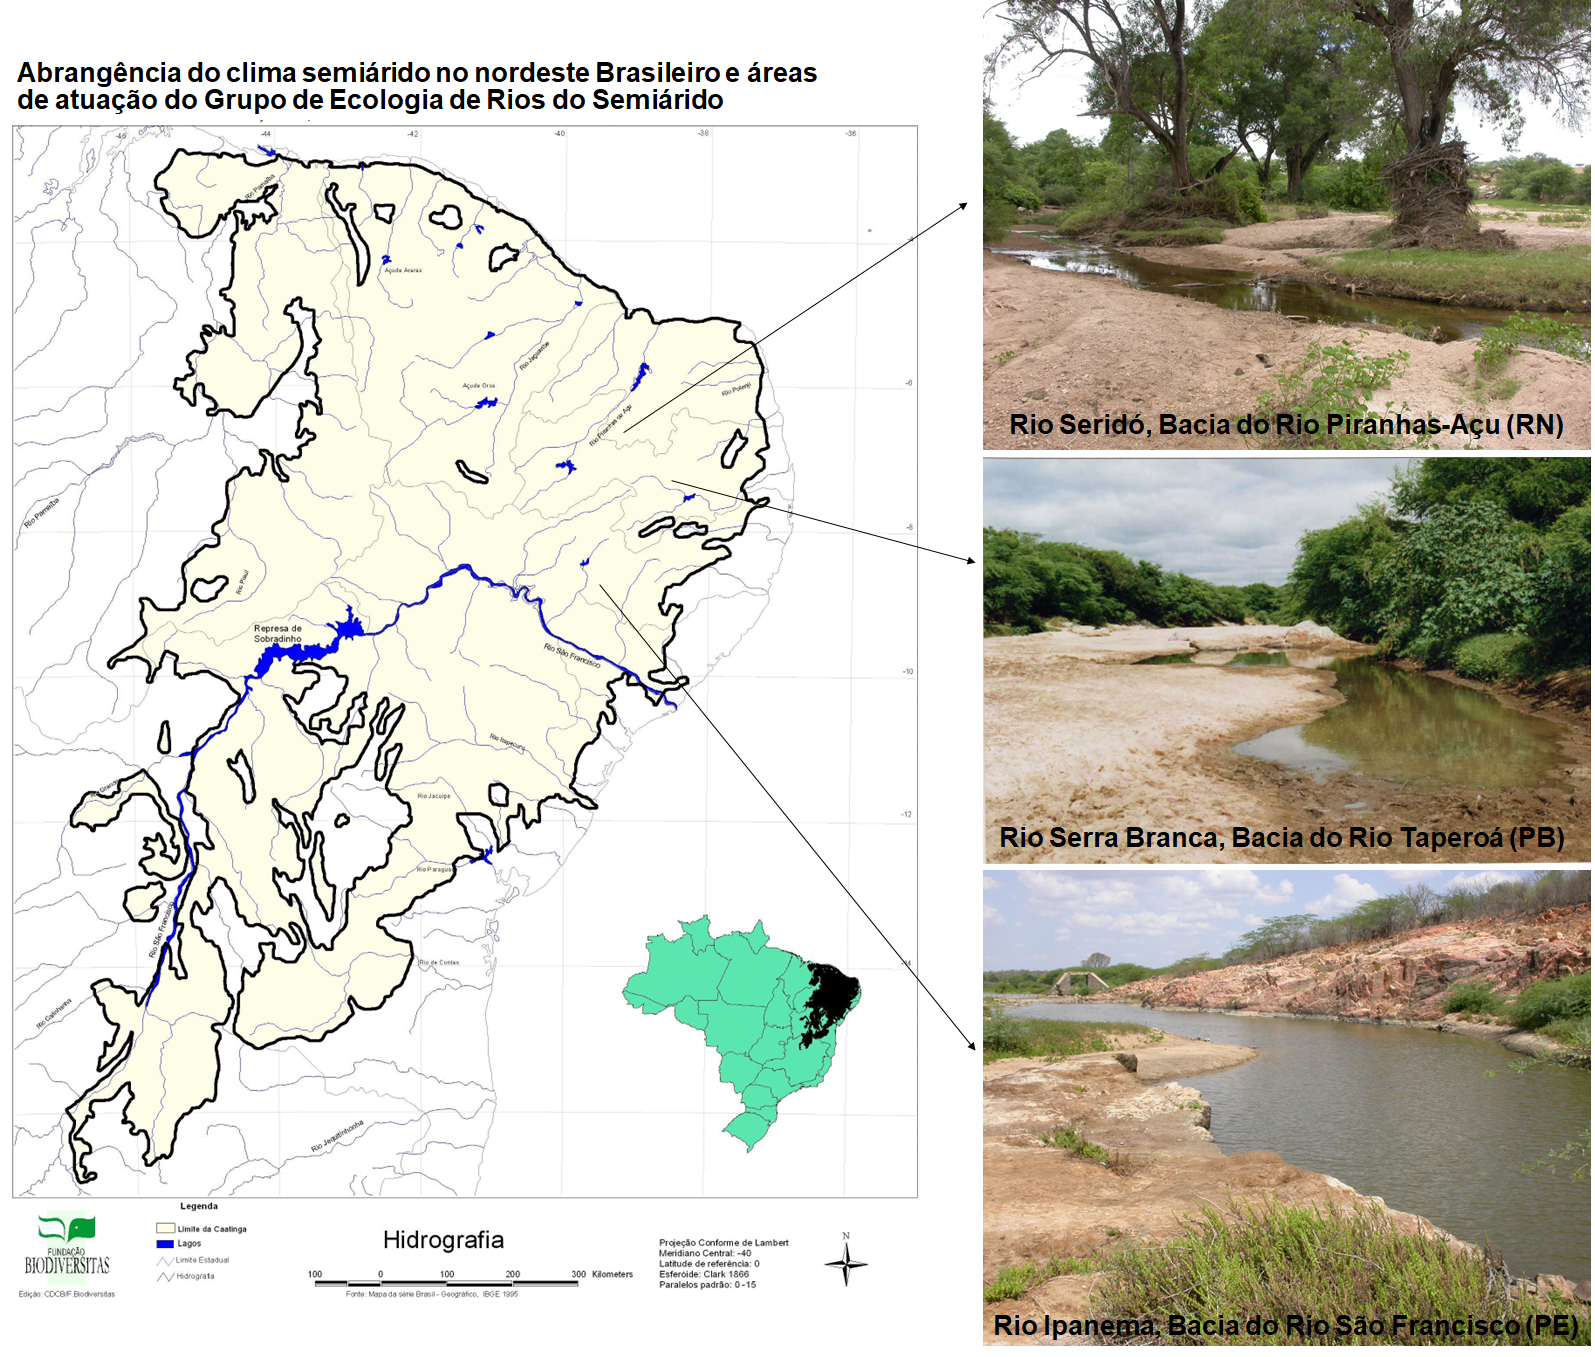 Abrangência do clima semiárido no nordeste Brasileiro e áreas
de atuação do Grupo de Ecologia de Rios do Semiárido
-46
-44
-42
-40
-38
-36
Rio Parnaíba
Açude Araras
-4
Rio Jaguaribe
Açude Orós
-6
Rio Potengi
Rio Piranhas ou Açu
Rio Parnaíba
-8
Rio Piauí
Represa de
Sobradinho
Rio São Francisco
-10
Rio Itapecuru
Rio Grande
Rio Jacuípe
-12
Rio Paraguaçu
Rio São Francisco
Rio de Contas
-14
Rio Carinhanha
Rio Jequitinhonha
Rio Seridó, Bacia do Rio Piranhas-Açu (RN)
Rio Serra Branca, Bacia do Rio Taperoá (PB)
Rio Ipanema, Bacia do Rio São Francisco (PE)
FUNDAÇÃO
BIODIVERSITAS
Edição: CDCB/F.Biodiversitas
Legenda
Limite da Caatinga
Lagos
Limite Estadual
Hidrografia
Hidrografia
100 0 100 200 300 Kilometers
Fonte: Mapa da série Brasil - Geográfico, IBGE 1995
Projeção Conforme de Lambert
Meridiano Central: -40
Latitude de referência: 0
Esferóide: Clark 1866
Paralelos padrão: 0 -15
N